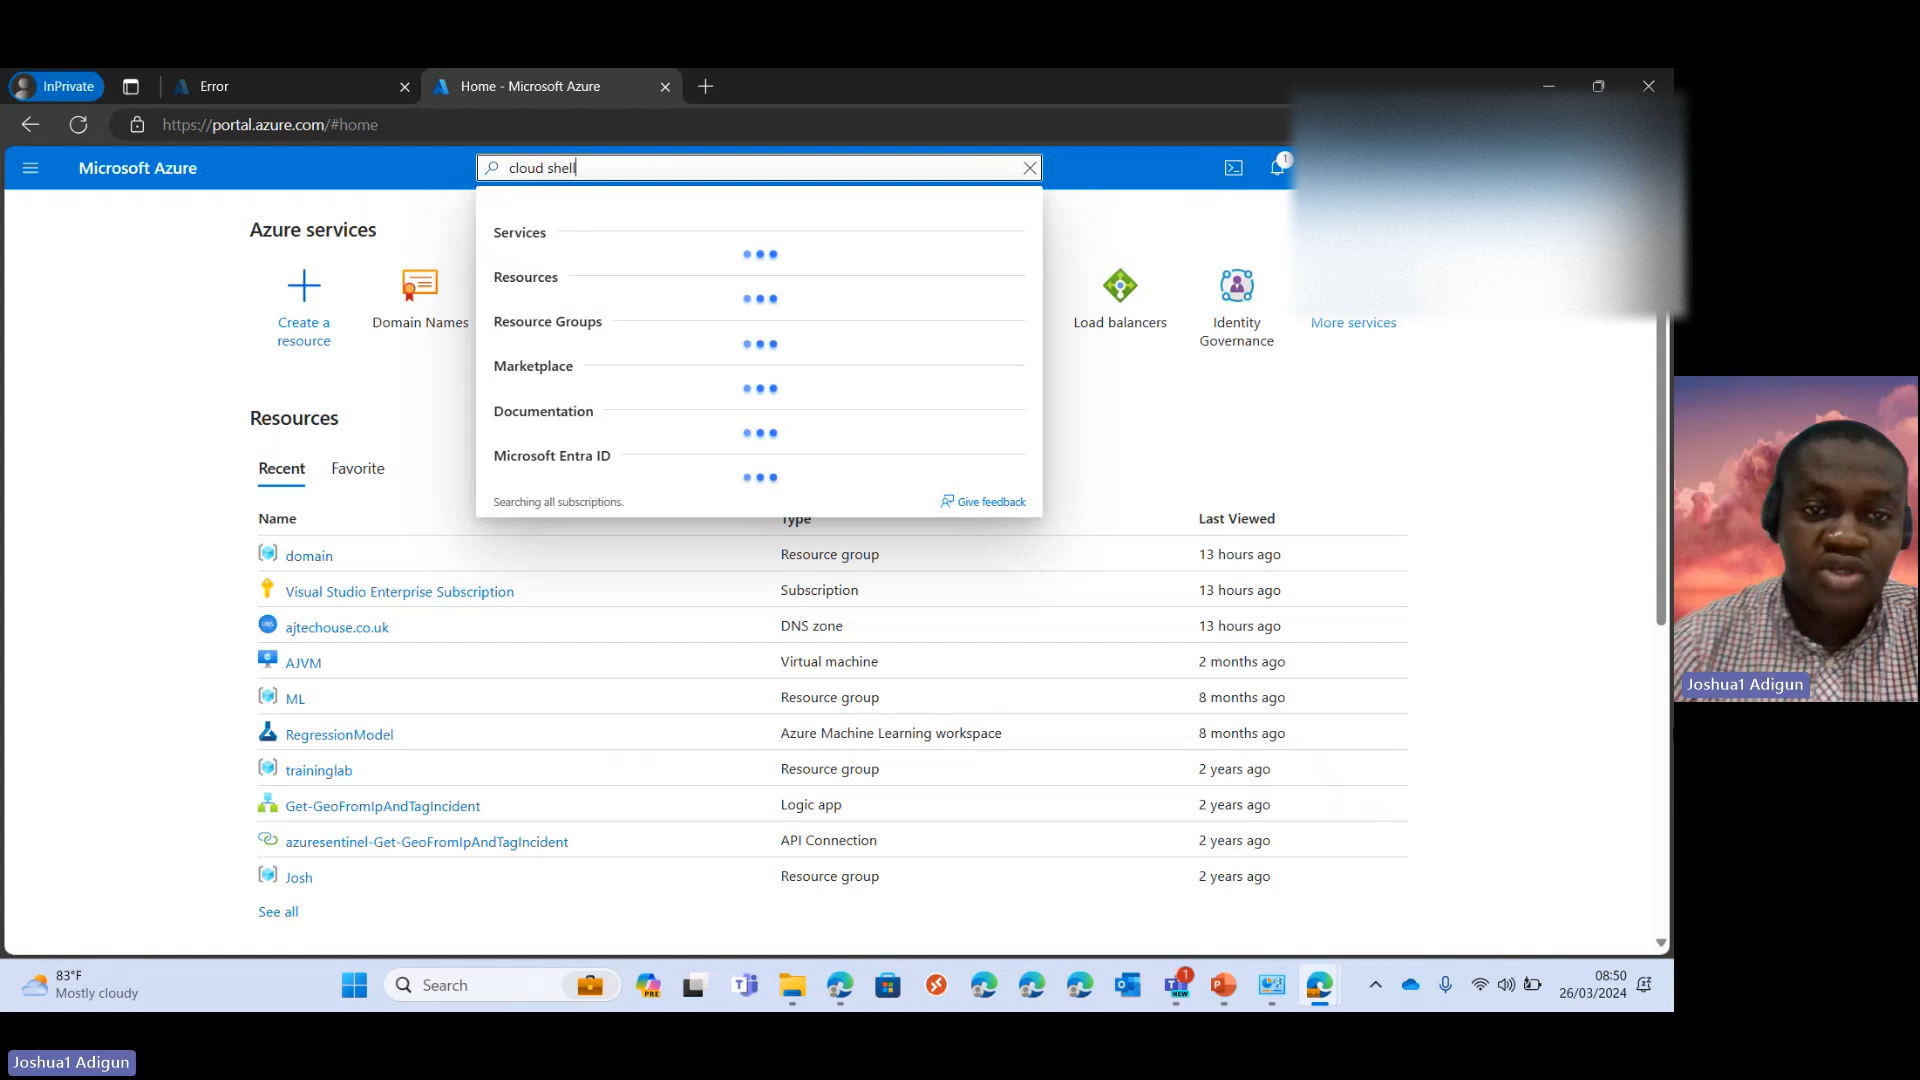 InPrivate
Error
Home - Microsoft Azure
https://portal.azure.com/#home
Microsoft Azure
cloud shell
1
Azure services
Create a
resource
Domain Names
Load balancers
Identity
Governance
More services
Services
Resources
Resource Groups
Marketplace
Documentation
Microsoft Entra ID
Searching all subscriptions.
Give feedback
Resources
Recent
Favorite
Name
Type
Last Viewed
domain
Resource group
13 hours ago
Visual Studio Enterprise Subscription
Subscription
13 hours ago
DNS
ajtechouse.co.uk
DNS zone
13 hours ago
AJVM
Virtual machine
2 months ago
ML
Resource group
8 months ago
RegressionModel
Azure Machine Learning workspace
8 months ago
traininglab
Resource group
2 years ago
Get-GeoFromIpAndTagIncident
Logic app
2 years ago
azuresentinel-Get-GeoFromIpAndTagIncident
API Connection
2 years ago
Josh
Resource group
2 years ago
See all
Joshua1 Adigun
83°F
Mostly cloudy
Search
PRE
1
NEW
08:50
26/03/2024
Joshua1 Adigun